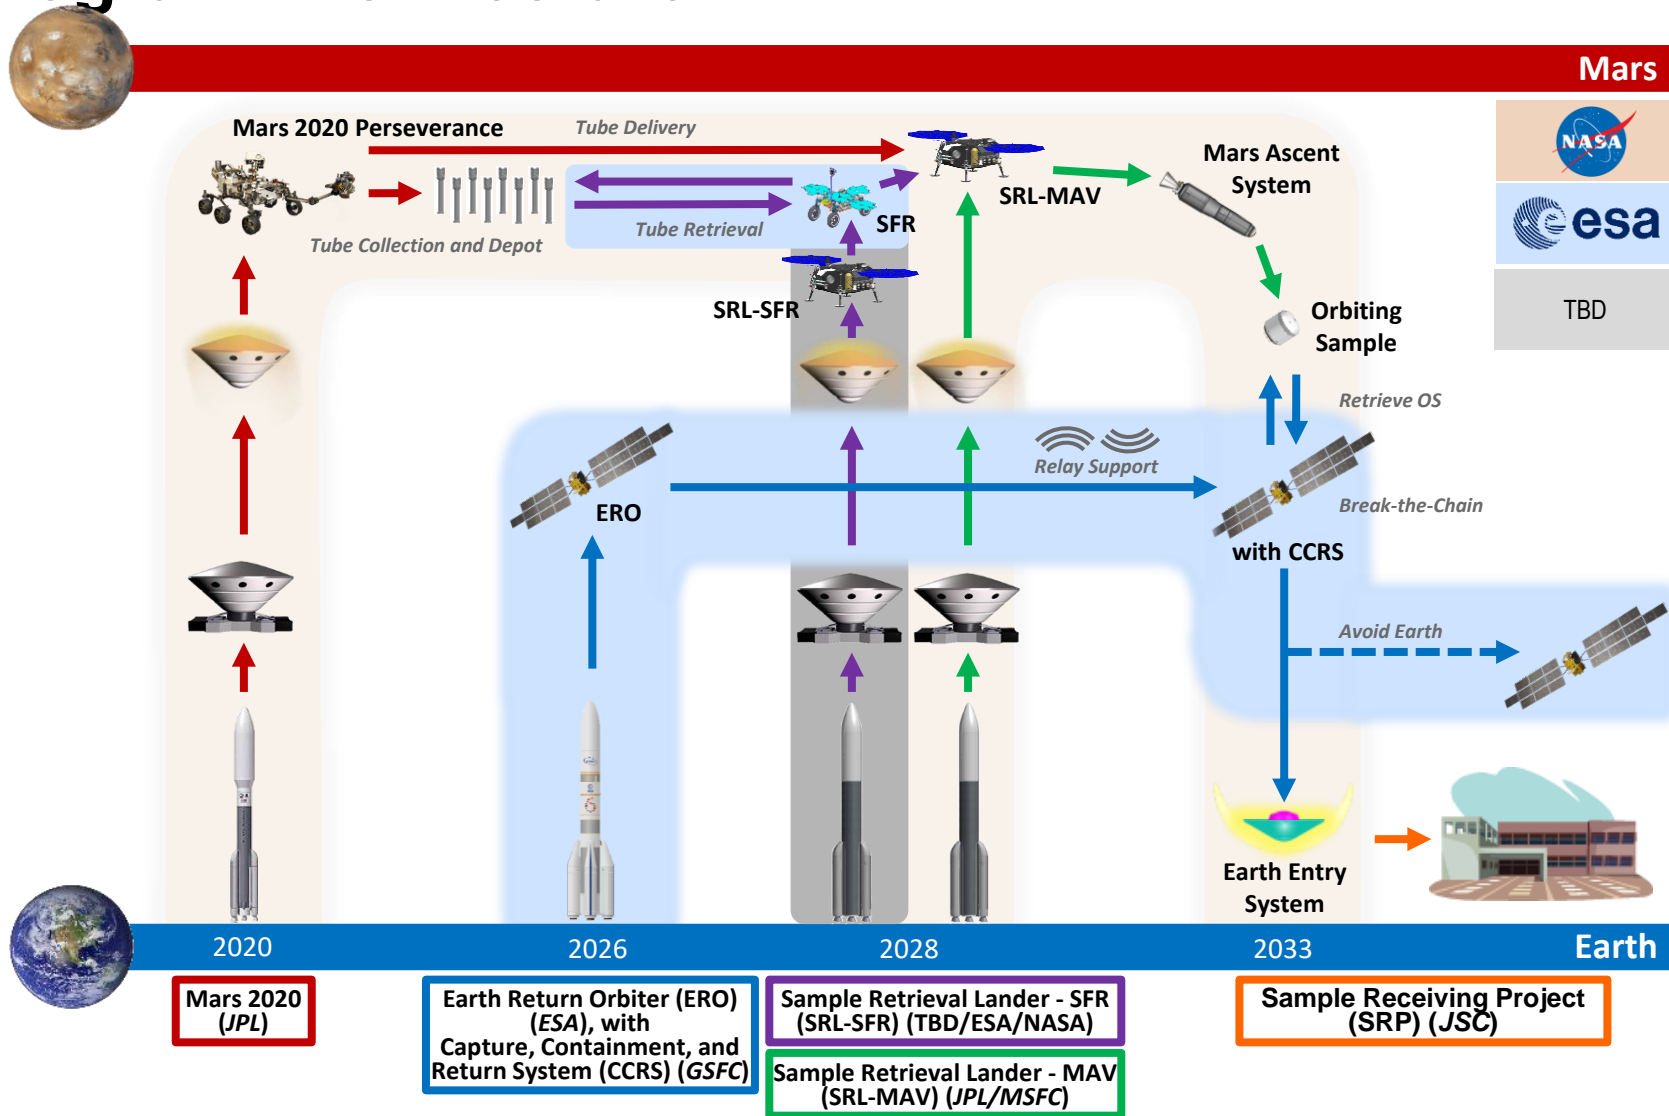 Mars
Mars 2020 Perseverance
Tube Delivery
NASA
Mars Ascent
System
SRL-MAV
esa
SFR
Tube Retrieval
Tube Collection and Depot
SRL-SFR
TBD
Orbiting
Sample
Retrieve OS
Relay Support
ERO
Break-the-Chain
with CCRS
Avoid Earth
Earth Entry
System
2020
2026
2028
2033
Earth
Mars 2020
(JPL)
Earth Return Orbiter (ERO)
(ESA), with
Capture, Containment, and
Return System (CCRS) (GSFC)
Sample Retrieval Lander - SFR
(SRL-SFR) (TBD/ESA/NASA)
Sample Retrieval Lander - MAV
(SRL-MAV) (JPL/MSFC)
Sample Receiving Project
(SRP) (JSC)